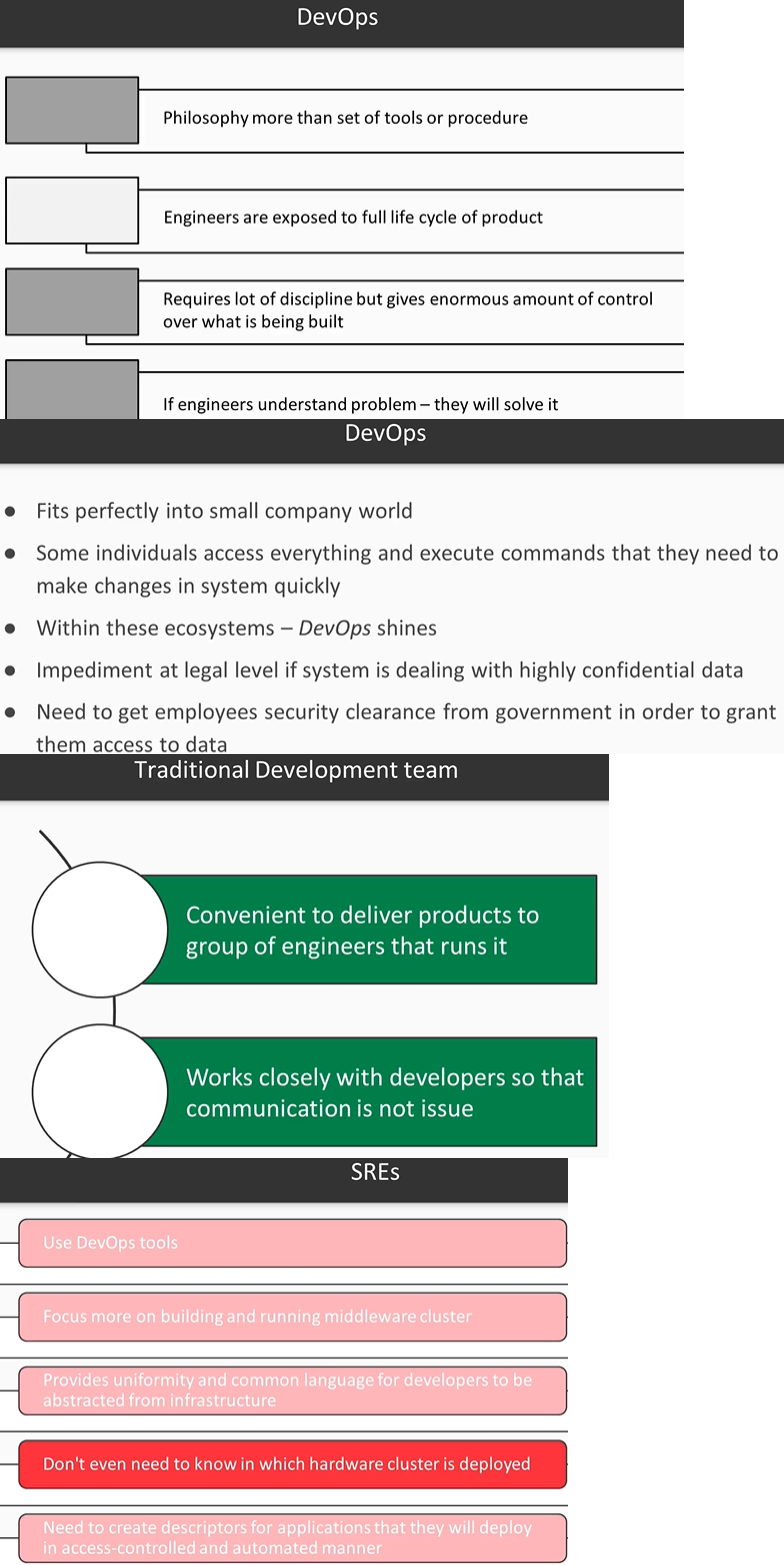 DevOps
Philosophy more than set of tools or procedure
Engineers are exposed to full life cycle of product
Requires lot of discipline but gives enormous amount of control
over what is being built
If engineers understand problem – they will solve it
DevOps
● Fits perfectly into small company world
● Some individuals access everything and execute commands that they need to
make changes in system quickly
● Within these ecosystems – DevOps shines
● Impediment at legal level if system is dealing with highly confidential data
● Need to get employees security clearance from government in order to grant
them access to data
Traditional Development team
Convenient to deliver products to
group of engineers that runs it
Works closely with developers so that
communication is not issue
SREs
Use DevOps tools
Focus more on building and running middleware cluster
Provides uniformity and common language for developers to be
abstracted from infrastructure
Don't even need to know in which hardware cluster is deployed
Need to create descriptors for applications that they will deploy
in access-controlled and automated manner